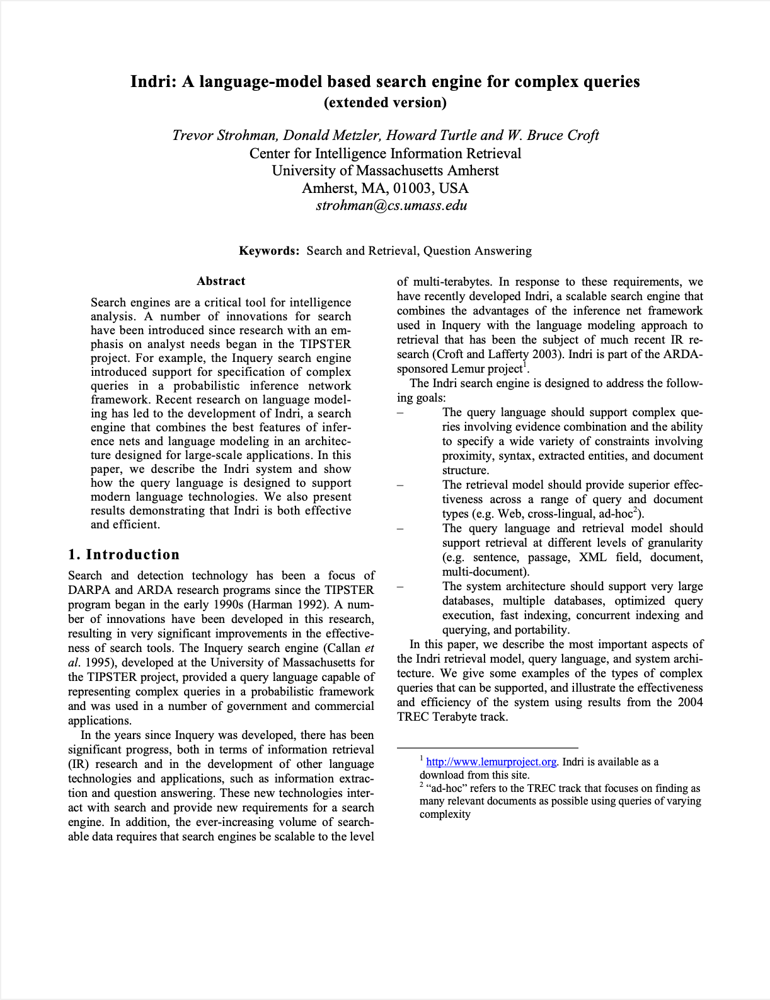 Indri: A language-model based search engine for complex queries
(extended version)
Trevor Strohman, Donald Metzler, Howard Turtle and W. Bruce Croft
Center for Intelligence Information Retrieval
University of Massachusetts Amherst
Amherst, MA, 01003, USA
strohman@cs.umass.edu
Keywords: Search and Retrieval, Question Answering
Abstract
Search engines are a critical tool for intelligence
analysis. A number of innovations for search
have been introduced since research with an em-
phasis on analyst needs began in the TIPSTER
project. For example, the Inquery search engine
introduced support for specification of complex
queries in a probabilistic inference network
framework. Recent research on language model-
ing has led to the development of Indri, a search
engine that combines the best features of infer-
ence nets and language modeling in an architec-
ture designed for large-scale applications. In this
paper, we describe the Indri system and show
how the query language is designed to support
modern language technologies. We also present
results demonstrating that Indri is both effective
and efficient.
1. Introduction
Search and detection technology has been a focus of
DARPA and ARDA research programs since the TIPSTER
program began in the early 1990s (Harman 1992). A num-
ber of innovations have been developed in this research,
resulting in very significant improvements in the effective-
ness of search tools. The Inquery search engine (Callan et
al. 1995), developed at the University of Massachusetts for
the TIPSTER project, provided a query language capable of
representing complex queries in a probabilistic framework
and was used in a number of government and commercial
applications.
In the years since Inquery was developed, there has been
significant progress, both in terms of information retrieval
(IR) research and in the development of other language
technologies and applications, such as information extrac-
tion and question answering. These new technologies inter-
act with search and provide new requirements for a search
engine. In addition, the ever-increasing volume of search-
able data requires that search engines be scalable to the level
of multi-terabytes. In response to these requirements, we
have recently developed Indri, a scalable search engine that
combines the advantages of the inference net framework
used in Inquery with the language modeling approach to
retrieval that has been the subject of much recent IR re-
search (Croft and Lafferty 2003). Indri is part of the ARDA-
sponsored Lemur project¹.
The Indri search engine is designed to address the follow-
ing goals:
– The query language should support complex que-
ries involving evidence combination and the ability
to specify a wide variety of constraints involving
proximity, syntax, extracted entities, and document
structure.
– The retrieval model should provide superior effec-
tiveness across a range of query and document
types (e.g. Web, cross-lingual, ad-hoc²).
– The query language and retrieval model should
support retrieval at different levels of granularity
(e.g. sentence, passage, XML field, document,
multi-document).
– The system architecture should support very large
databases, multiple databases, optimized query
execution, fast indexing, concurrent indexing and
querying, and portability.
In this paper, we describe the most important aspects of
the Indri retrieval model, query language, and system archi-
tecture. We give some examples of the types of complex
queries that can be supported, and illustrate the effectiveness
and efficiency of the system using results from the 2004
TREC Terabyte track.
¹ http://www.lemurproject.org. Indri is available as a
download from this site.
² “ad-hoc” refers to the TREC track that focuses on finding as
many relevant documents as possible using queries of varying
complexity